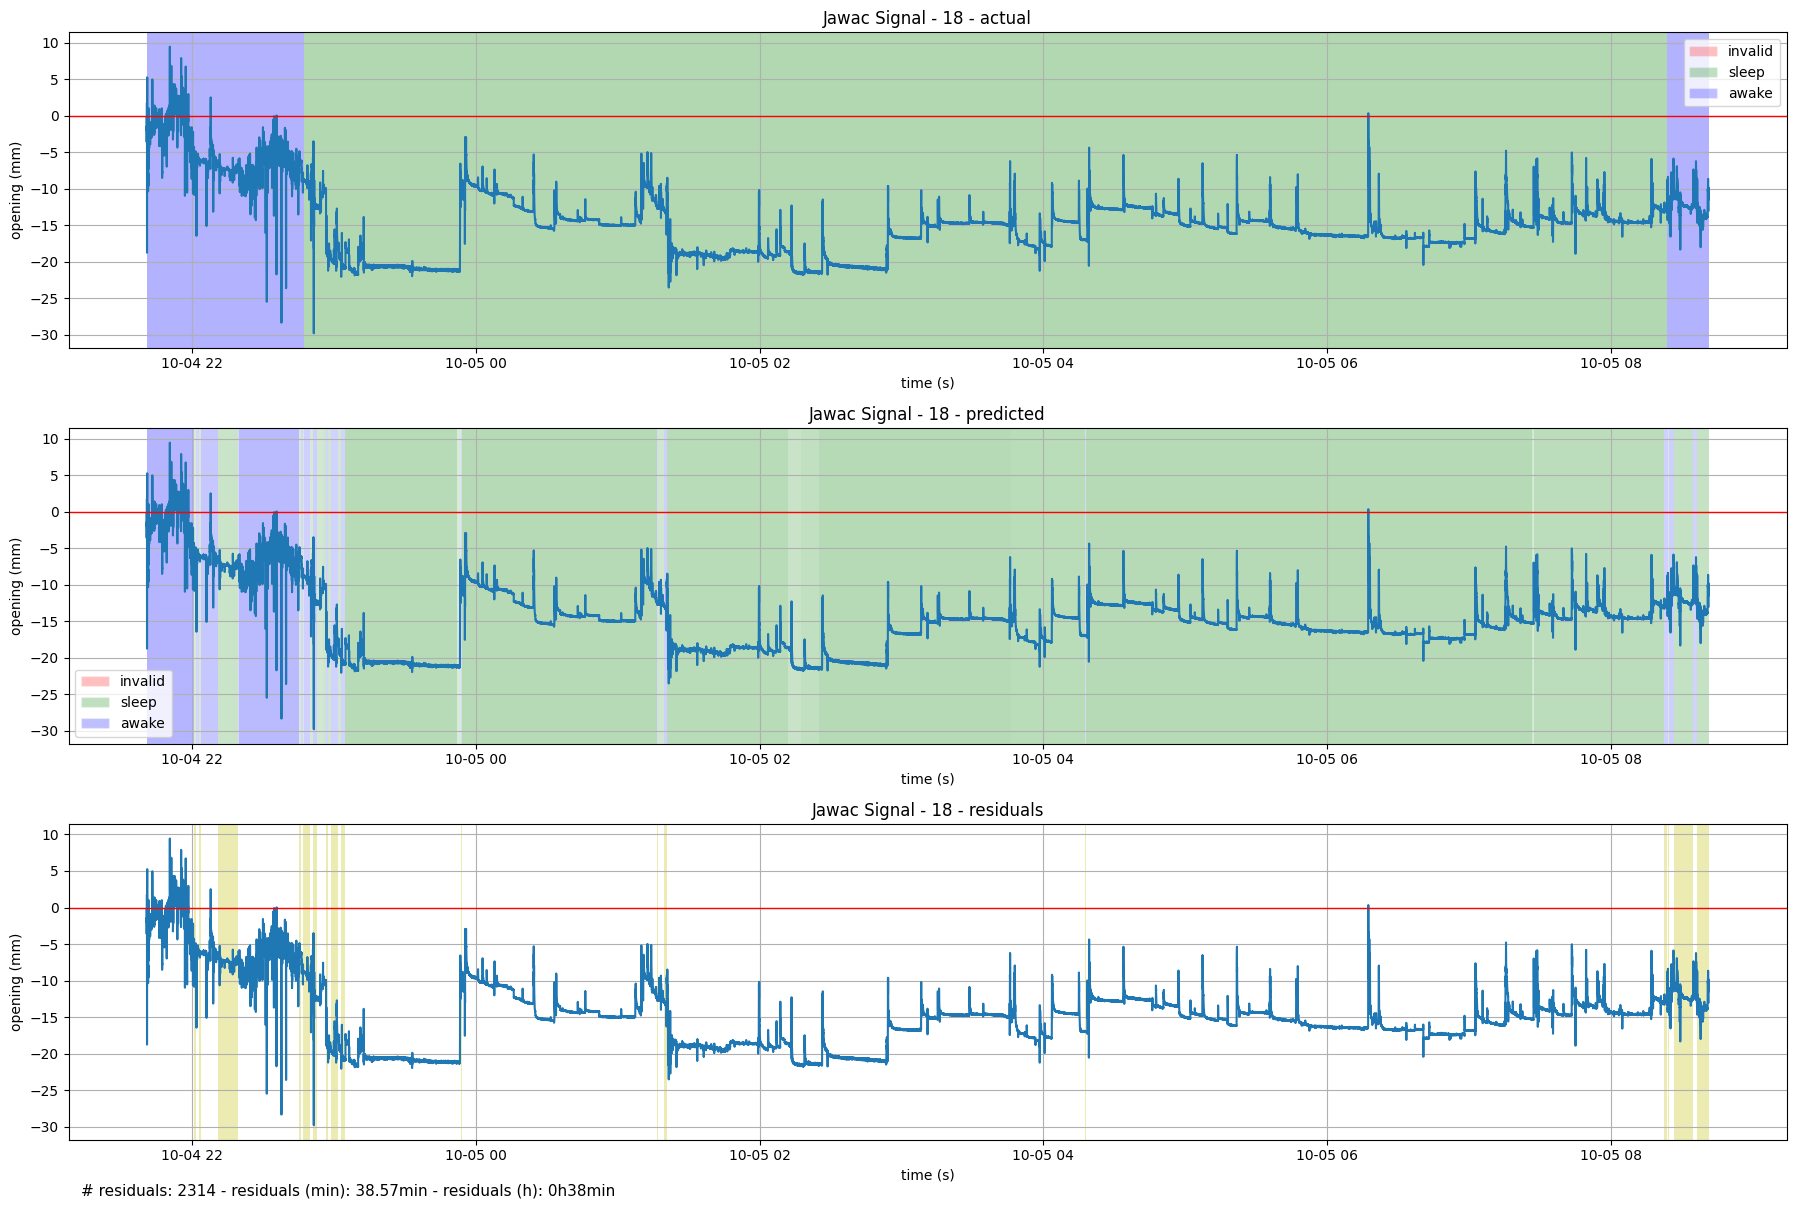 Jawac Signal - 18 - actual
10
5
0
−5
−10
−15
−20
−25
−30
opening (mm)
invalid
sleep
awake
10-04 22
10-05 00
10-05 02
10-05 04
10-05 06
10-05 08
time (s)
Jawac Signal - 18 - predicted
10
5
0
−5
−10
−15
−20
−25
−30
opening (mm)
invalid
sleep
awake
10-04 22
10-05 00
10-05 02
10-05 04
10-05 06
10-05 08
time (s)
Jawac Signal - 18 - residuals
10
5
0
−5
−10
−15
−20
−25
−30
opening (mm)
10-04 22
10-05 00
10-05 02
10-05 04
10-05 06
10-05 08
time (s)
# residuals: 2314 - residuals (min): 38.57min - residuals (h): 0h38min